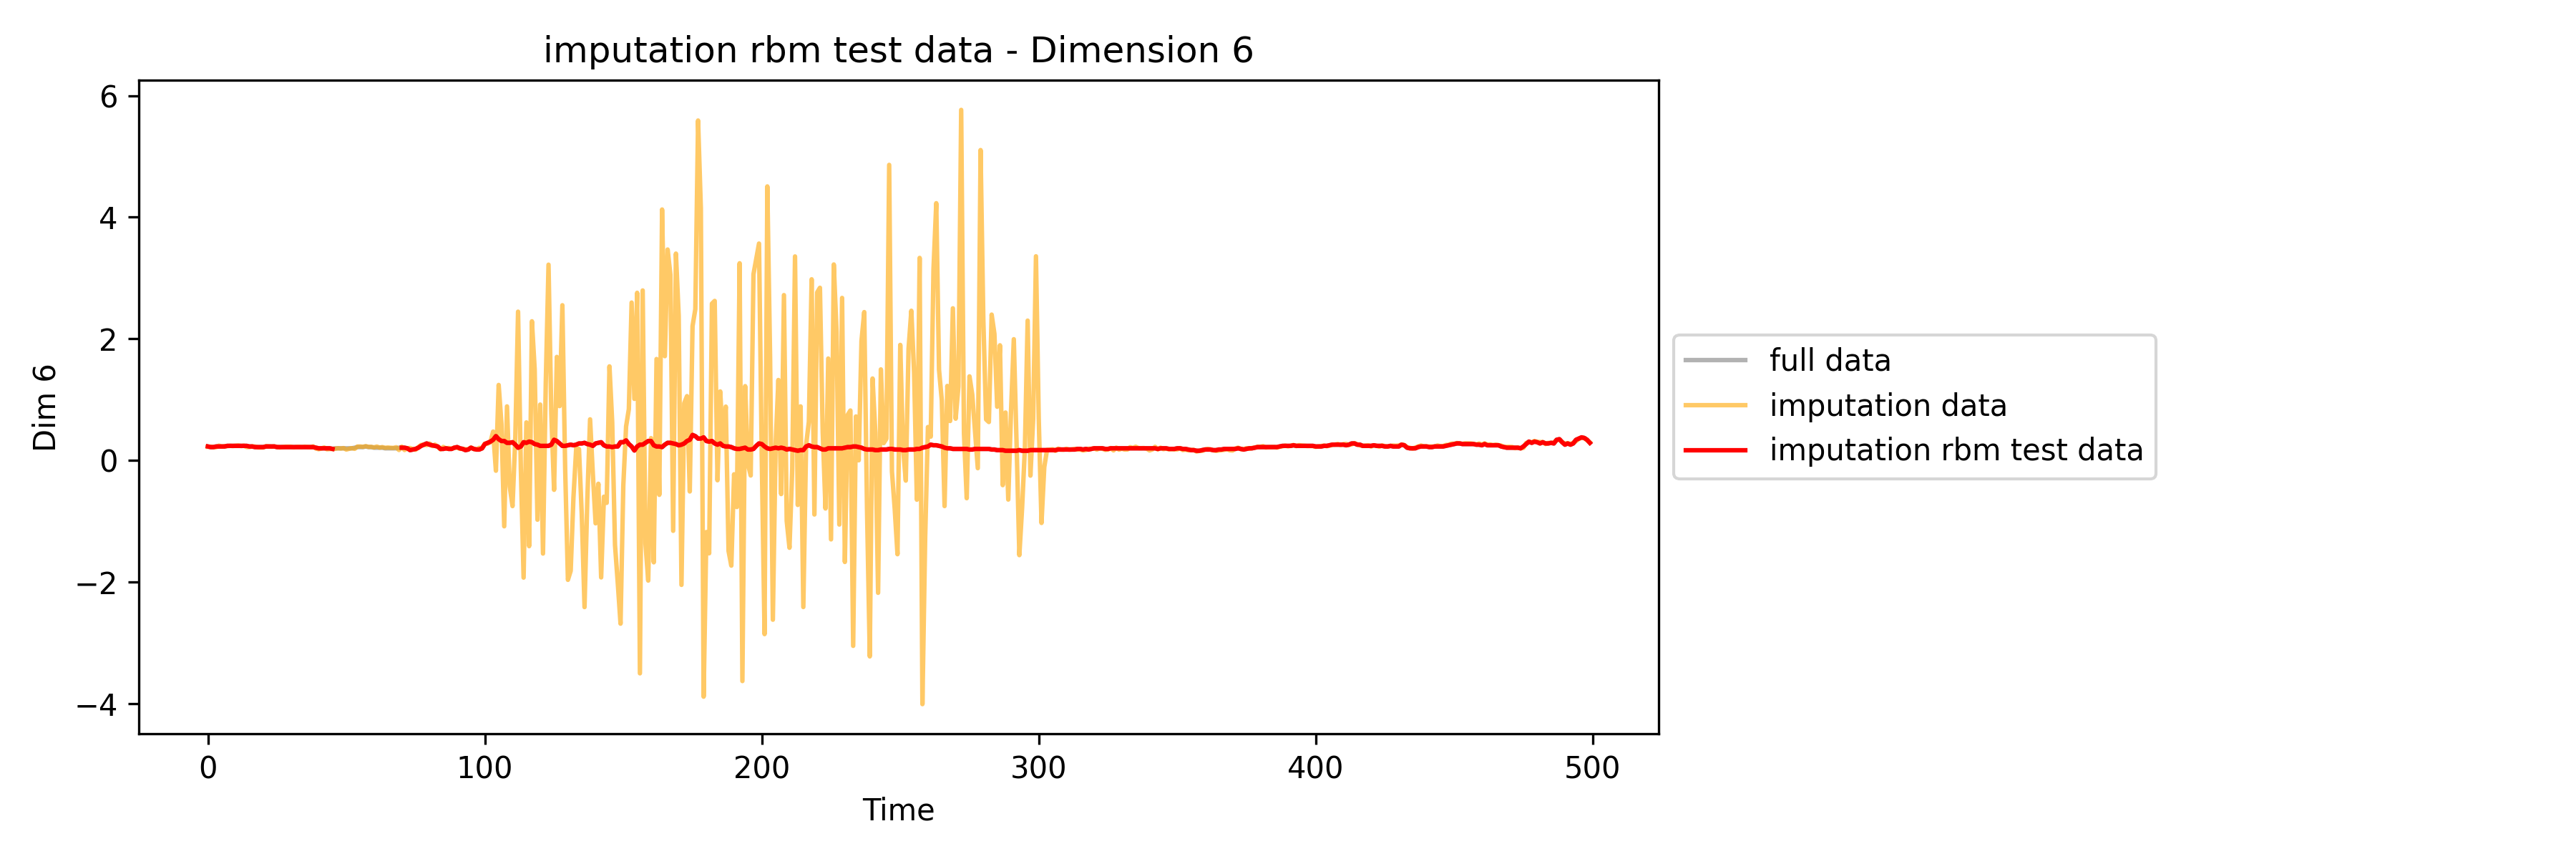 imputation rbm test data - Dimension 6
6
4
2
0
−2
−4
Dim 6
0 100 200 300 400 500
Time
full data
imputation data
imputation rbm test data